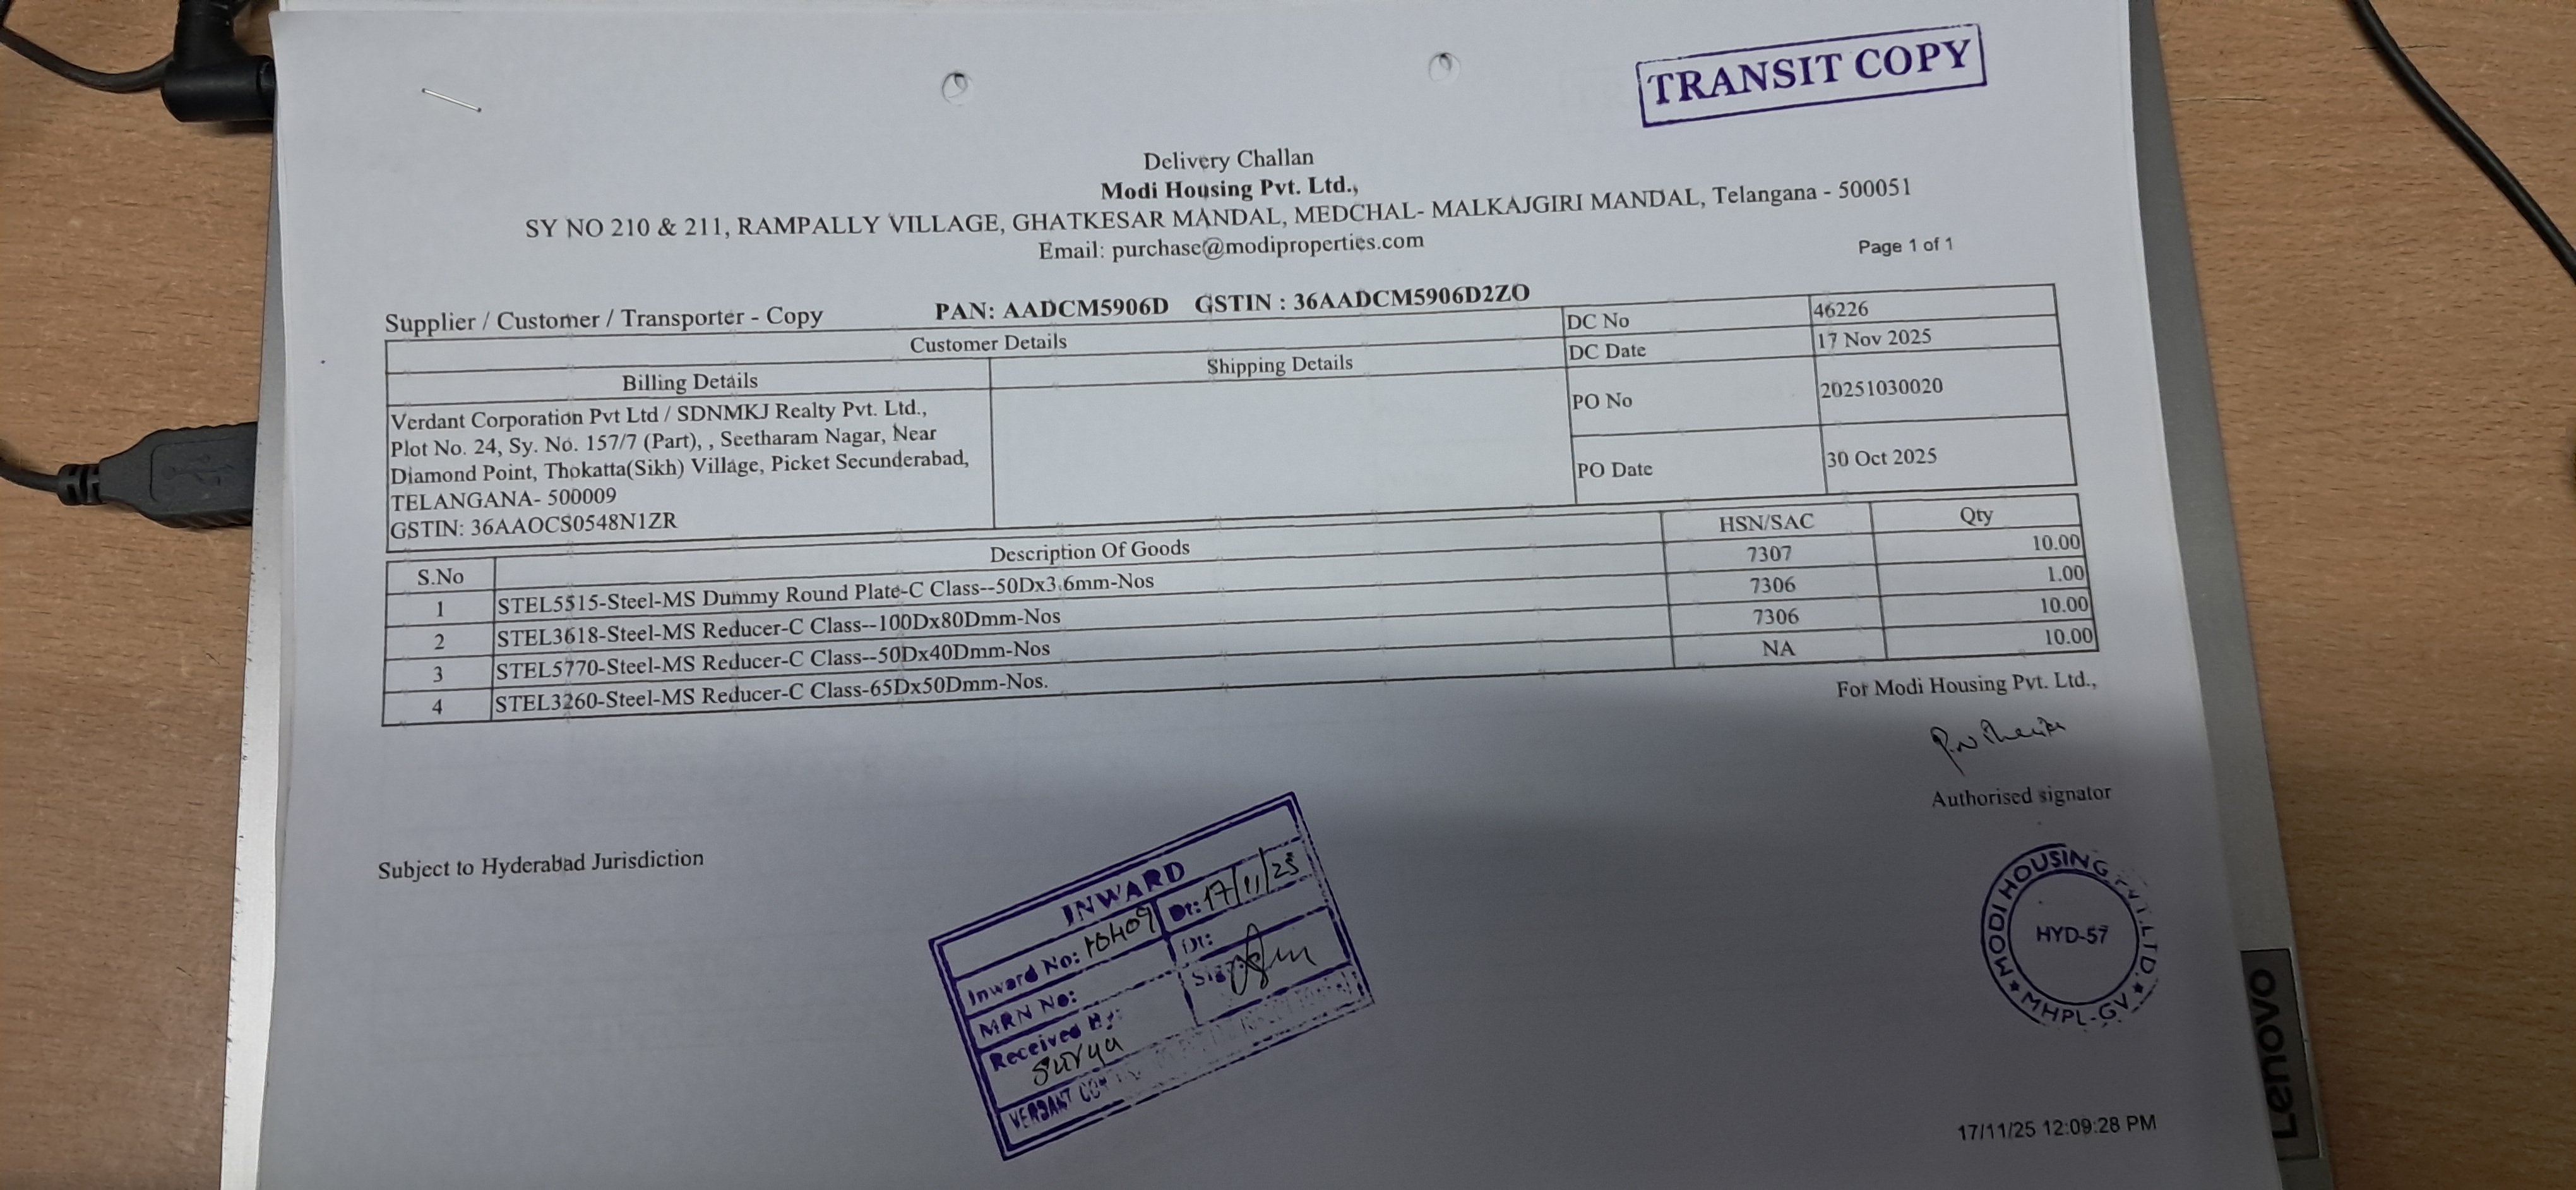 TRANSIT COPY
Delivery Challan
Modi Housing Pvt. Ltd.,
SY NO 210 & 211, RAMPALLY VILLAGE, GHATKESAR MANDAL, MEDCHAL- MALKAJGIRI MANDAL, Telangana - 500051
Email: purchase@modiproperties.com
Page 1 of 1
Supplier / Customer / Transporter - Copy PAN: AADCM5906D GSTIN : 36AADCM5906D2ZO
Customer Details
DC No 46226
DC Date 17 Nov 2025
Billing Details Shipping Details
PO No 20251030020
PO Date 30 Oct 2025
Verdant Corporation Pvt Ltd / SDNMKJ Realty Pvt. Ltd.,
Plot No. 24, Sy. No. 157/7 (Part), , Seetharam Nagar, Near
Diamond Point, Thokatta(Sikh) Village, Picket Secunderabad,
TELANGANA- 500009
GSTIN: 36AAOCS0548N1ZR
S.No Description Of Goods HSN/SAC Qty
1 STEL5515-Steel-MS Dummy Round Plate-C Class--50Dx3.6mm-Nos 7307 10.00
2 STEL3618-Steel-MS Reducer-C Class--100Dx80Dmm-Nos 7306 1.00
3 STEL5770-Steel-MS Reducer-C Class--50Dx40Dmm-Nos 7306 10.00
4 STEL3260-Steel-MS Reducer-C Class-65Dx50Dmm-Nos. NA 10.00
For Modi Housing Pvt. Ltd.,
Authorised signator
Subject to Hyderabad Jurisdiction
INWARD
Inward No: 10409 Dt: 17/11/25
MRN No: Dt:
Received By: Sign:
Surya
VERDANT
MODI HOUSING PVT. LTD.
HYD-57
★ MHPL-GV ★
17/11/25 12:09:28 PM
Lenovo